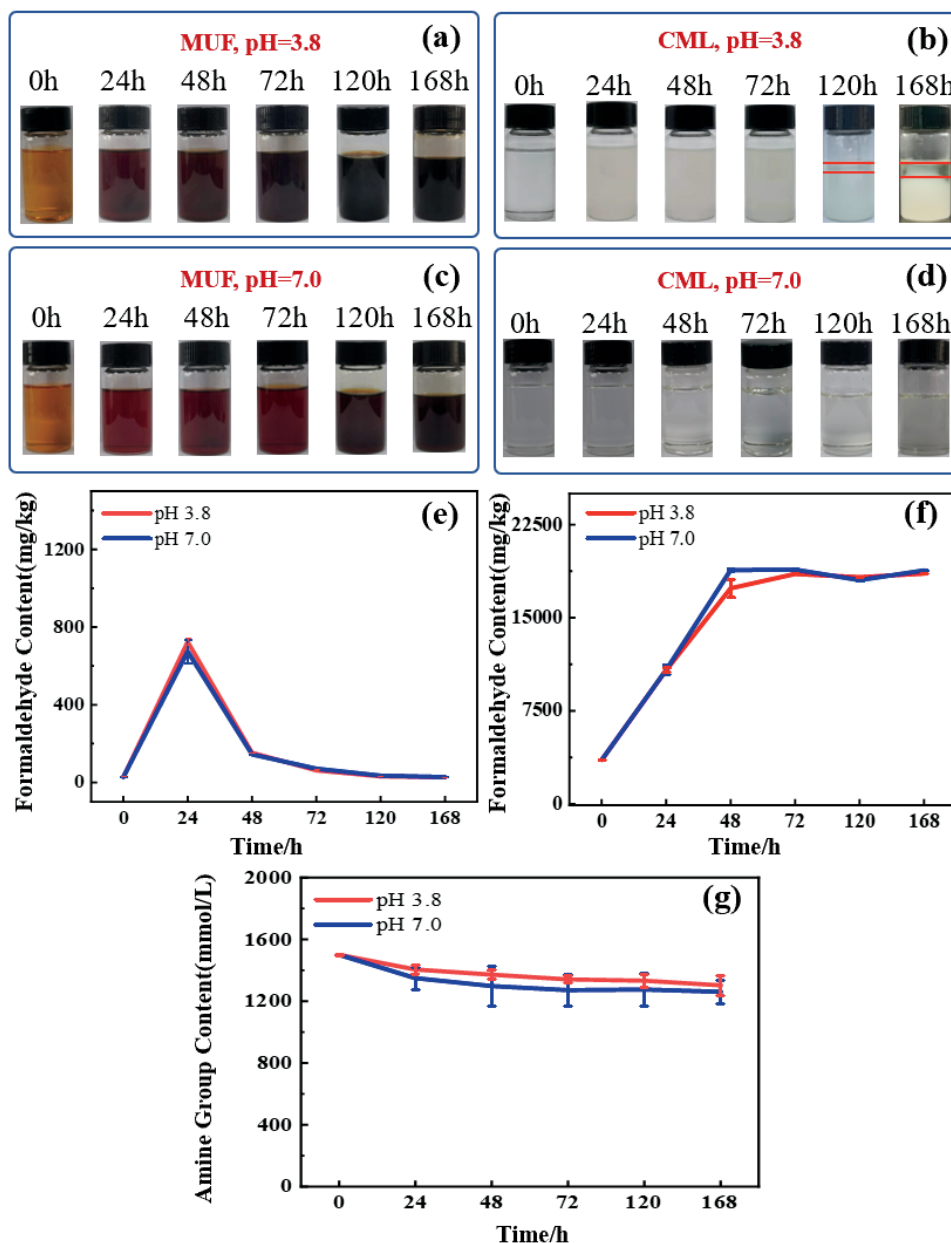 MUF, pH=3.8 (a)
0h 24h 48h 72h 120h 168h
CML, pH=3.8 (b)
0h 24h 48h 72h 120h 168h
MUF, pH=7.0 (c)
0h 24h 48h 72h 120h 168h
CML, pH=7.0 (d)
0h 24h 48h 72h 120h 168h
(e)
pH 3.8
pH 7.0
Formaldehyde Content(mg/kg)
1200
800
400
0
0 24 48 72 120 168
Time/h
(f)
pH 3.8
pH 7.0
Formaldehyde Content(mg/kg)
22500
15000
7500
0
0 24 48 72 120 168
Time/h
(g)
pH 3.8
pH 7.0
Amine Group Content(mmol/L)
2000
1600
1200
800
400
0
0 24 48 72 120 168
Time/h